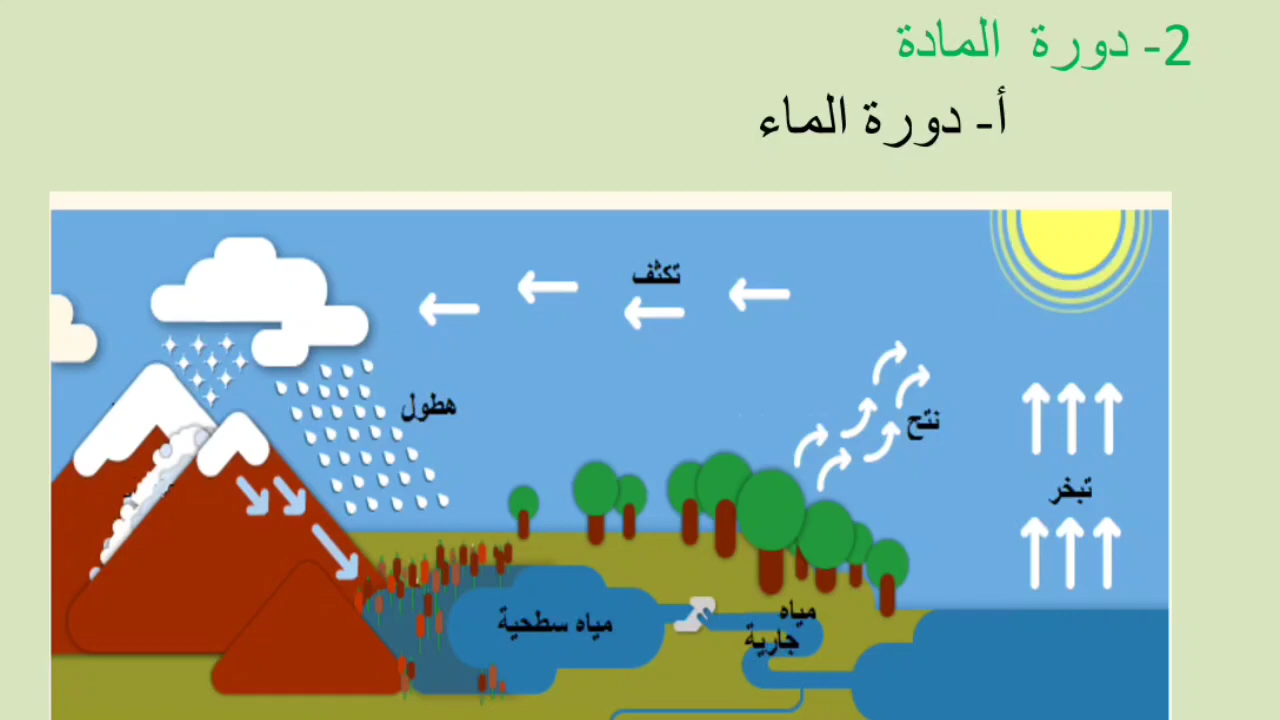 2- دورة المادة
أ- دورة الماء
تكثف
هطول
نتح
تبخر
مياه سطحية
مياه
جارية